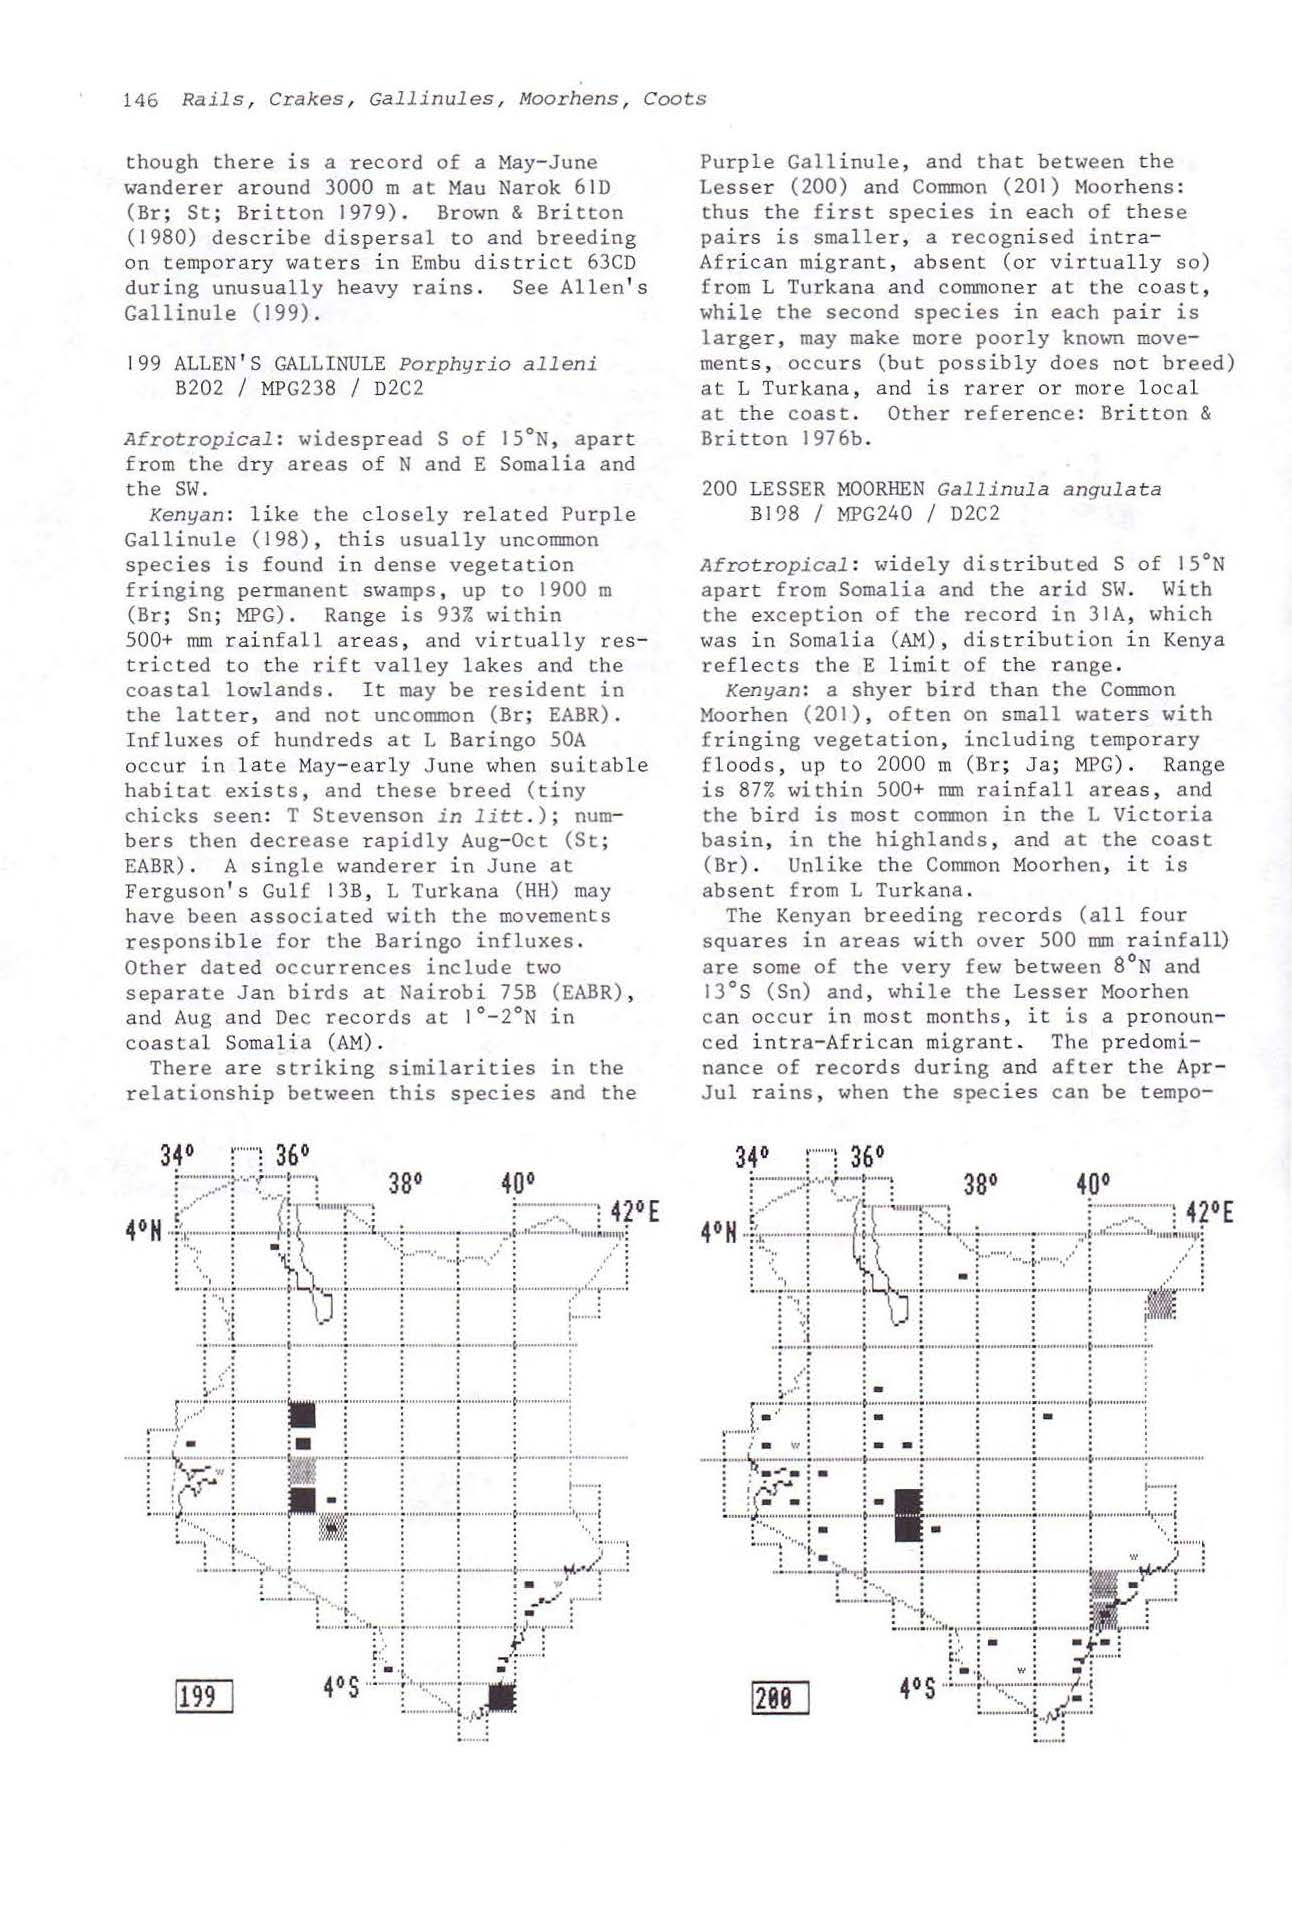 146 Rails, Crakes, Gallinules, Moorhens, Coots
though there is a record of a May-June
wanderer around 3000 m at Mau Narok 61D
(Br; St; Britton 1979). Brown & Britton
(1980) describe dispersal to and breeding
on temporary waters in Embu district 63CD
during unusually heavy rains. See Allen's
Gallinule (199).
199 ALLEN'S GALLINULE Porphyrio alleni
B202 / MPG238 / D2C2
Afrotropical: widespread S of 15°N, apart
from the dry areas of N and E Somalia and
the SW.
Kenyan: like the closely related Purple
Gallinule (198), this usually uncommon
species is found in dense vegetation
fringing permanent swamps, up to 1900 m
(Br; Sn; MPG). Range is 93% within
500+ mm rainfall areas, and virtually res-
tricted to the rift valley lakes and the
coastal lowlands. It may be resident in
the latter, and not uncommon (Br; EABR).
Influxes of hundreds at L Baringo 50A
occur in late May-early June when suitable
habitat exists, and these breed (tiny
chicks seen: T Stevenson in litt.); num-
bers then decrease rapidly Aug-Oct (St;
EABR). A single wanderer in June at
Ferguson's Gulf 13B, L Turkana (HH) may
have been associated with the movements
responsible for the Baringo influxes.
Other dated occurrences include two
separate Jan birds at Nairobi 75B (EABR),
and Aug and Dec records at 1°-2°N in
coastal Somalia (AM).
There are striking similarities in the
relationship between this species and the
Purple Gallinule, and that between the
Lesser (200) and Common (201) Moorhens:
thus the first species in each of these
pairs is smaller, a recognised intra-
African migrant, absent (or virtually so)
from L Turkana and commoner at the coast,
while the second species in each pair is
larger, may make more poorly known move-
ments, occurs (but possibly does not breed)
at L Turkana, and is rarer or more local
at the coast. Other reference: Britton &
Britton 1976b.
200 LESSER MOORHEN Gallinula angulata
B198 / MPG240 / D2C2
Afrotropical: widely distributed S of 15°N
apart from Somalia and the arid SW. With
the exception of the record in 31A, which
was in Somalia (AM), distribution in Kenya
reflects the E limit of the range.
Kenyan: a shyer bird than the Common
Moorhen (201), often on small waters with
fringing vegetation, including temporary
floods, up to 2000 m (Br; Ja; MPG). Range
is 87% within 500+ mm rainfall areas, and
the bird is most common in the L Victoria
basin, in the highlands, and at the coast
(Br). Unlike the Common Moorhen, it is
absent from L Turkana.
The Kenyan breeding records (all four
squares in areas with over 500 mm rainfall)
are some of the very few between 8°N and
13°S (Sn) and, while the Lesser Moorhen
can occur in most months, it is a pronoun-
ced intra-African migrant. The predomi-
nance of records during and after the Apr-
Jul rains, when the species can be tempo-
34° 36°
38° 40°
42°E
4°N
W
W
4°S
199
34° 36°
38° 40°
42°E
4°N
W
W
W
4°S
200